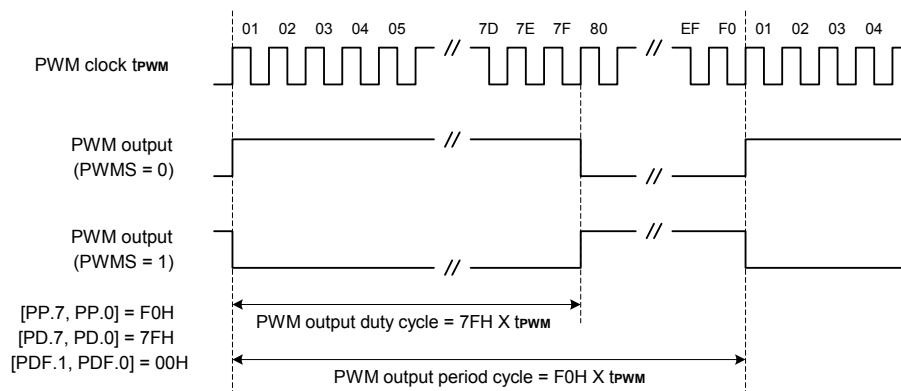 01 02 03 04 05 7D 7E 7F 80 EF F0 01 02 03 04
PWM clock tPWM
PWM output
(PWMS = 0)
PWM output
(PWMS = 1)
[PP.7, PP.0] = F0H
[PD.7, PD.0] = 7FH
[PDF.1, PDF.0] = 00H
PWM output duty cycle = 7FH X tPWM
PWM output period cycle = F0H X tPWM